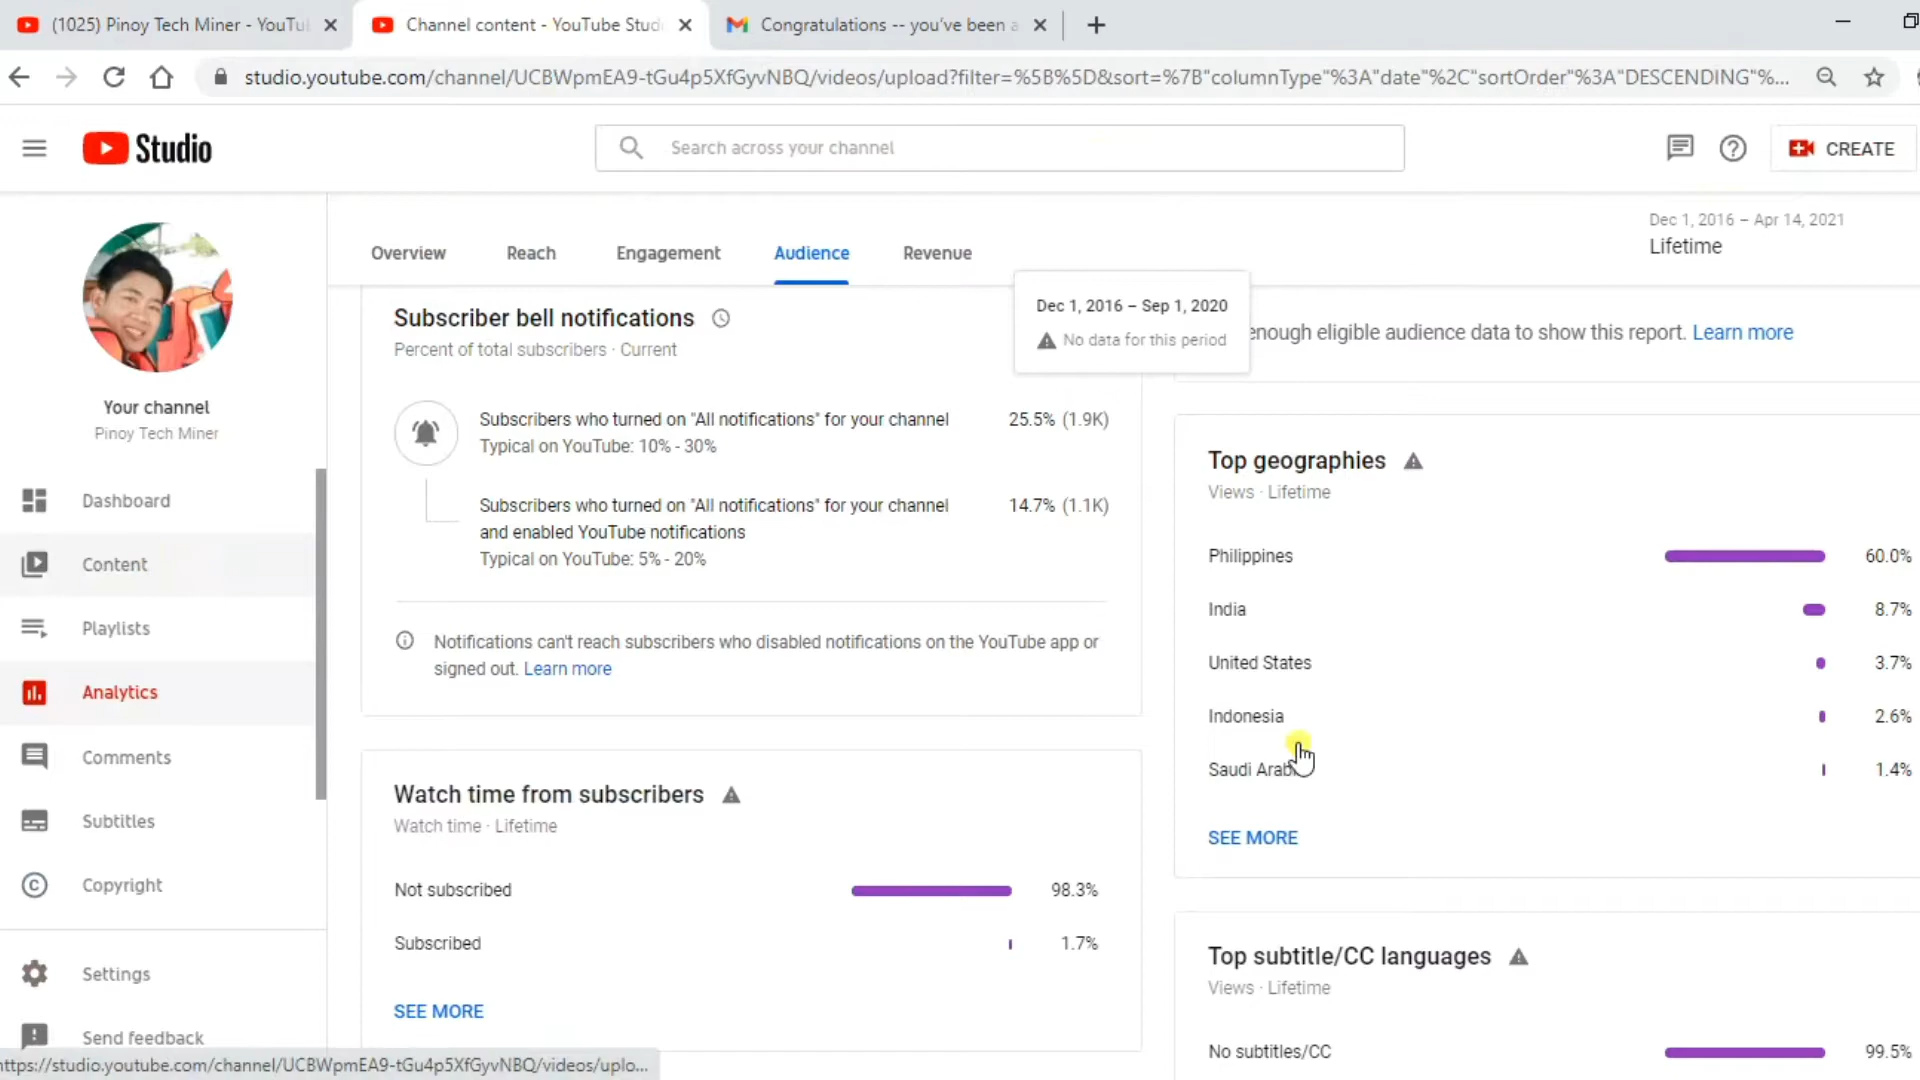 (1025) Pinoy Tech Miner - YouTu
Channel content - YouTube Stud
Congratulations -- you've been a
studio.youtube.com/channel/UCBWpmEA9-tGu4p5XfGyvNBQ/videos/upload?filter=%5B%5D&sort=%7B"columnType"%3A"date"%2C"sortOrder"%3A"DESCENDING"%...
Studio
Search across your channel
CREATE
Your channel
Pinoy Tech Miner
Dashboard
Content
Playlists
Analytics
Comments
Subtitles
Copyright
Settings
Send feedback
Overview
Reach
Engagement
Audience
Revenue
Dec 1, 2016 – Apr 14, 2021
Lifetime
Dec 1, 2016 – Sep 1, 2020
No data for this period
enough eligible audience data to show this report. Learn more
Subscriber bell notifications
Percent of total subscribers · Current
Subscribers who turned on "All notifications" for your channel
25.5% (1.9K)
Typical on YouTube: 10% - 30%
Subscribers who turned on "All notifications" for your channel
14.7% (1.1K)
and enabled YouTube notifications
Typical on YouTube: 5% - 20%
Notifications can't reach subscribers who disabled notifications on the YouTube app or
signed out. Learn more
Watch time from subscribers
Watch time · Lifetime
Not subscribed
98.3%
Subscribed
1.7%
SEE MORE
Top geographies
Views · Lifetime
Philippines
60.0%
India
8.7%
United States
3.7%
Indonesia
2.6%
Saudi Arab
1.4%
SEE MORE
Top subtitle/CC languages
Views · Lifetime
No subtitles/CC
99.5%
https://studio.youtube.com/channel/UCBWpmEA9-tGu4p5XfGyvNBQ/videos/uplo...